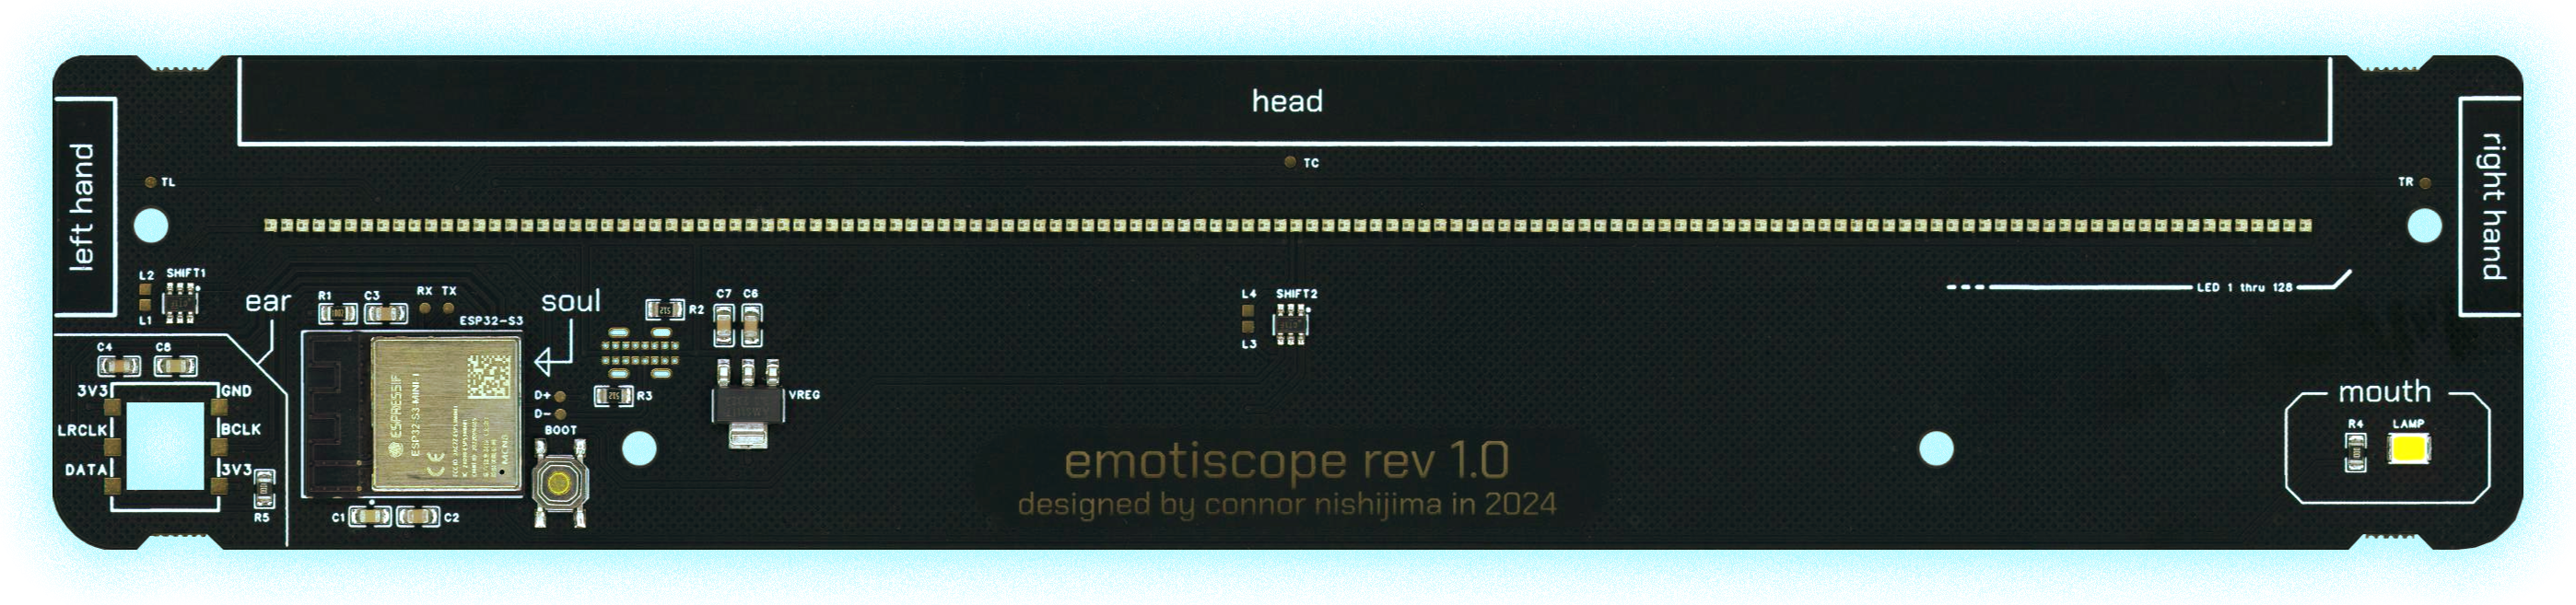 head
left hand
right hand
TC
TL
TR
L2 SHIFT1
L1
ear
R1
C3
RX TX
ESP32-S3
soul
R2
C7 C6
L4 SHIFT2
L3
LED 1 thru 128
C4 C8
3V3 GND
LRCLK BCLK
DATA 3V3
R5
ESPRESSIF
ESP32-S3-MINI-1
CE
D+
D-
BOOT
R3
VREG
C1 C2
mouth
R4 LAMP
emotiscope rev 1.0
designed by connor nishijima in 2024